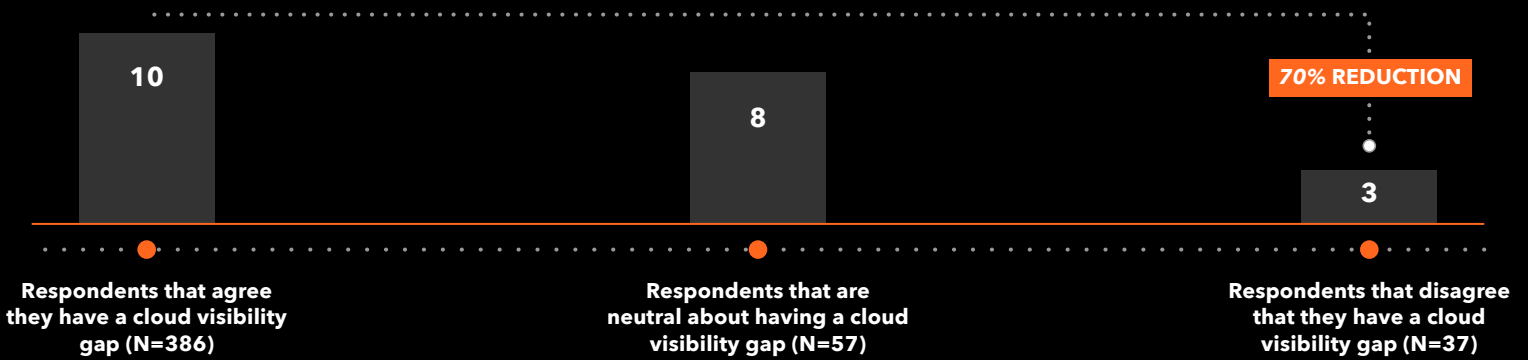 10
8
3
70% REDUCTION
Respondents that agree
they have a cloud visibility
gap (N=386)
Respondents that are
neutral about having a cloud
visibility gap (N=57)
Respondents that disagree
that they have a cloud
visibility gap (N=37)